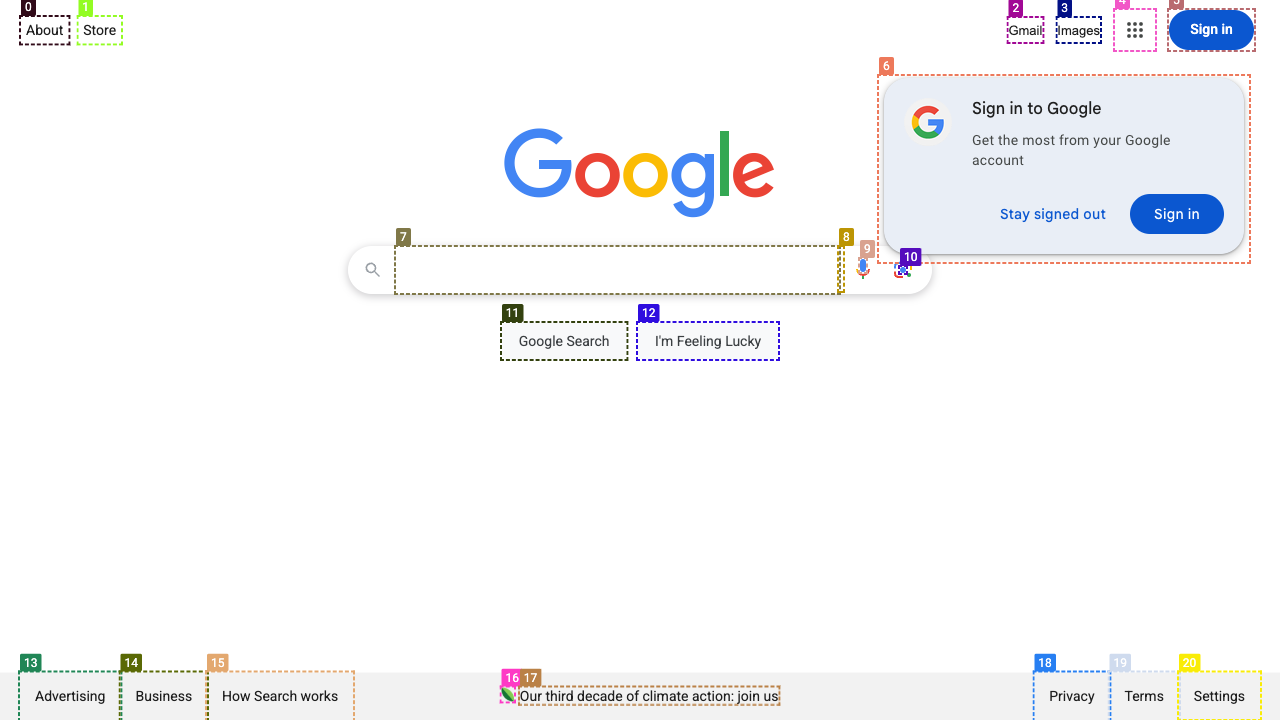 0
1
2
3
4
5
About
Store
Gmail
Images
Sign in
6
Sign in to Google
Get the most from your Google
account
Stay signed out
Sign in
Google
7
8
9
10
11
12
Google Search
I'm Feeling Lucky
13
14
15
16
17
18
19
20
Advertising
Business
How Search works
Our third decade of climate action: join us
Privacy
Terms
Settings